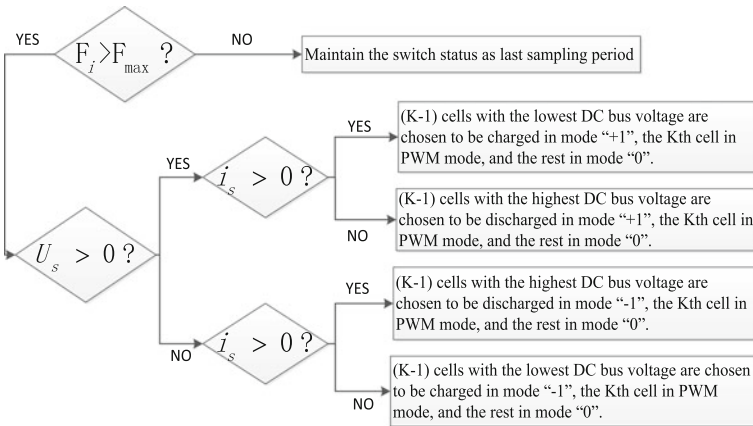 YES
F_i>F_max ?
NO
Maintain the switch status as last sampling period
(K-1) cells with the lowest DC bus voltage are
chosen to be charged in mode “+1”, the Kth cell in
PWM mode, and the rest in mode “0”.
YES
YES
i_s > 0?
(K-1) cells with the highest DC bus voltage are
chosen to be discharged in mode “+1”, the Kth cell in
PWM mode, and the rest in mode “0”.
NO
U_s > 0?
(K-1) cells with the highest DC bus voltage are
chosen to be discharged in mode “-1”, the Kth cell in
PWM mode, and the rest in mode “0”.
YES
i_s > 0?
NO
(K-1) cells with the lowest DC bus voltage are chosen
to be charged in mode “-1”, the Kth cell in PWM
mode, and the rest in mode “0”.
NO